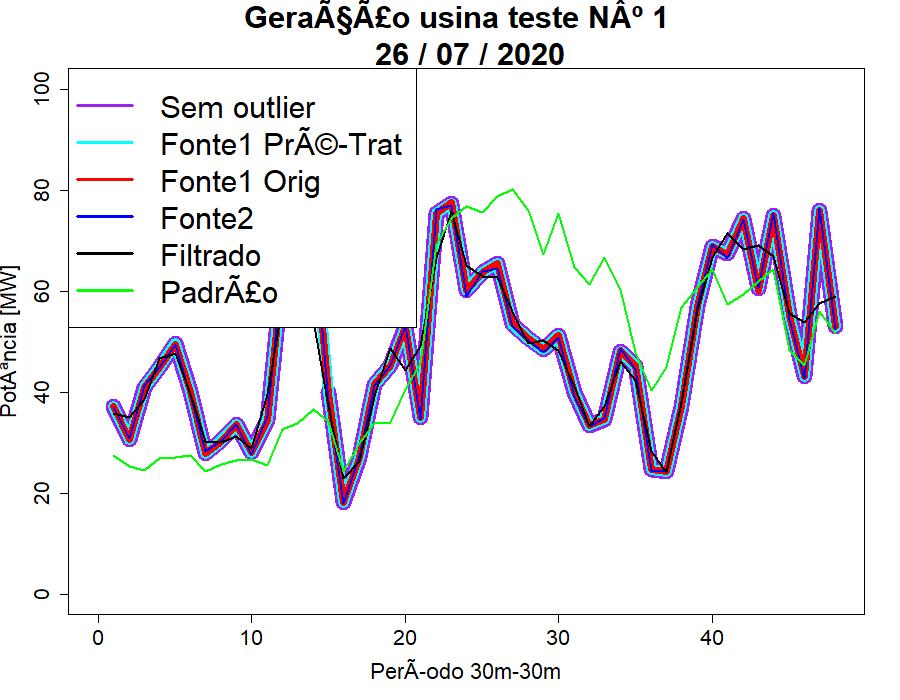 GeraÃ§Ã£o usina teste NÂº 1
26 / 07 / 2020
Sem outlier
Fonte1 PrÃ©-Trat
Fonte1 Orig
Fonte2
Filtrado
PadrÃ£o
PotÃªncia [MW]
100
80
60
40
20
0
0 10 20 30 40
PerÃ­odo 30m-30m